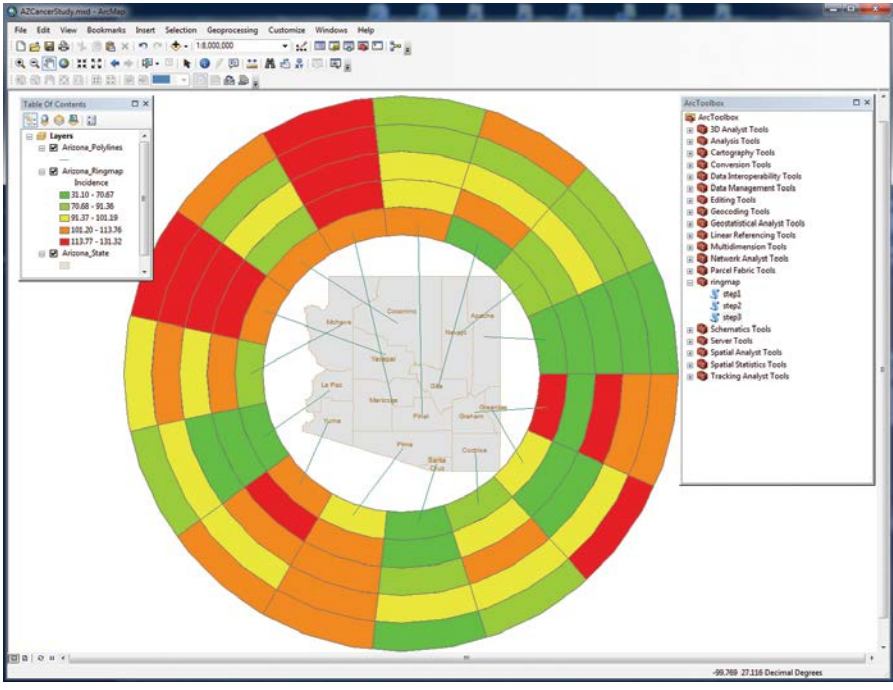 AZCancerStudy.mxd - ArcMap
File Edit View Bookmarks Insert Selection Geoprocessing Customize Windows Help
1:8,000,000
Table Of Contents
Layers
Arizona_Polylines
Arizona_Ringmap
Incidence
31.10 - 70.67
70.68 - 91.36
91.37 - 101.19
101.20 - 113.76
113.77 - 131.32
Arizona_State
Mohave
Coconino
Navajo
Apache
Yavapai
La Paz
Gila
Maricopa
Yuma
Pinal
Graham
Greenlee
Pima
Santa
Cruz
Cochise
ArcToolbox
ArcToolbox
3D Analyst Tools
Analysis Tools
Cartography Tools
Conversion Tools
Data Interoperability Tools
Data Management Tools
Editing Tools
Geocoding Tools
Geostatistical Analyst Tools
Linear Referencing Tools
Multidimension Tools
Network Analyst Tools
Parcel Fabric Tools
ringmap
step1
step2
step3
Schematics Tools
Server Tools
Spatial Analyst Tools
Spatial Statistics Tools
Tracking Analyst Tools
-99.769 27.116 Decimal Degrees